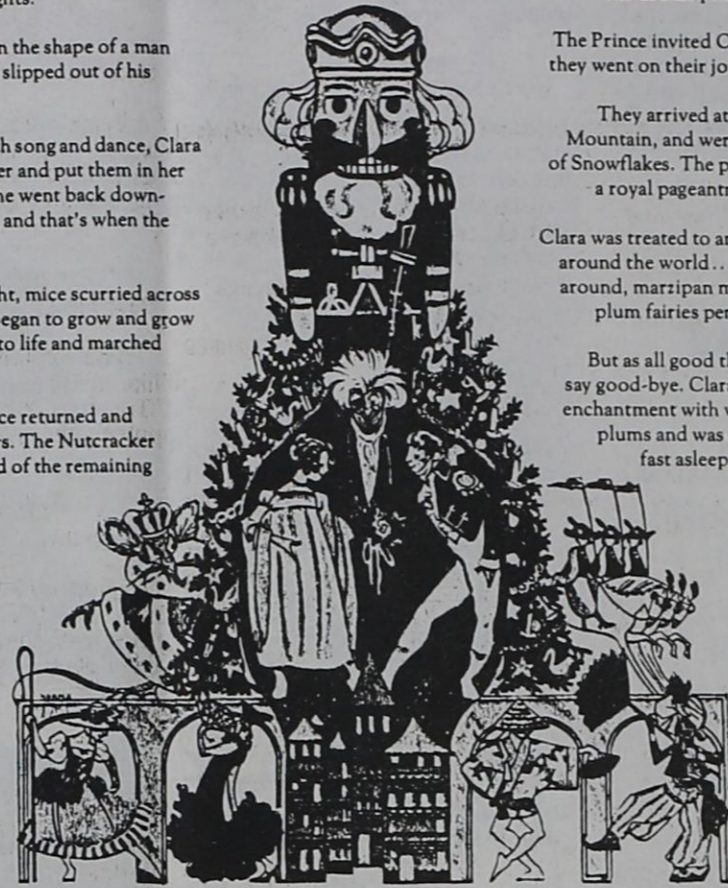 n the shape of a man
slipped out of his
h song and dance, Clara
er and put them in her
ne went back down-
and that's when the
ht, mice scurried across
egan to grow and grow
to life and marched
ce returned and
s. The Nutcracker
d of the remaining
The Prince invited C
they went on their jo
They arrived at
Mountain, and wer
of Snowflakes. The p
a royal pageant
Clara was treated to ar
around the world...
around, marzipan m
plum fairies per
But as all good th
say good-bye. Clar
enchantment with v
plums and was
fast asleep